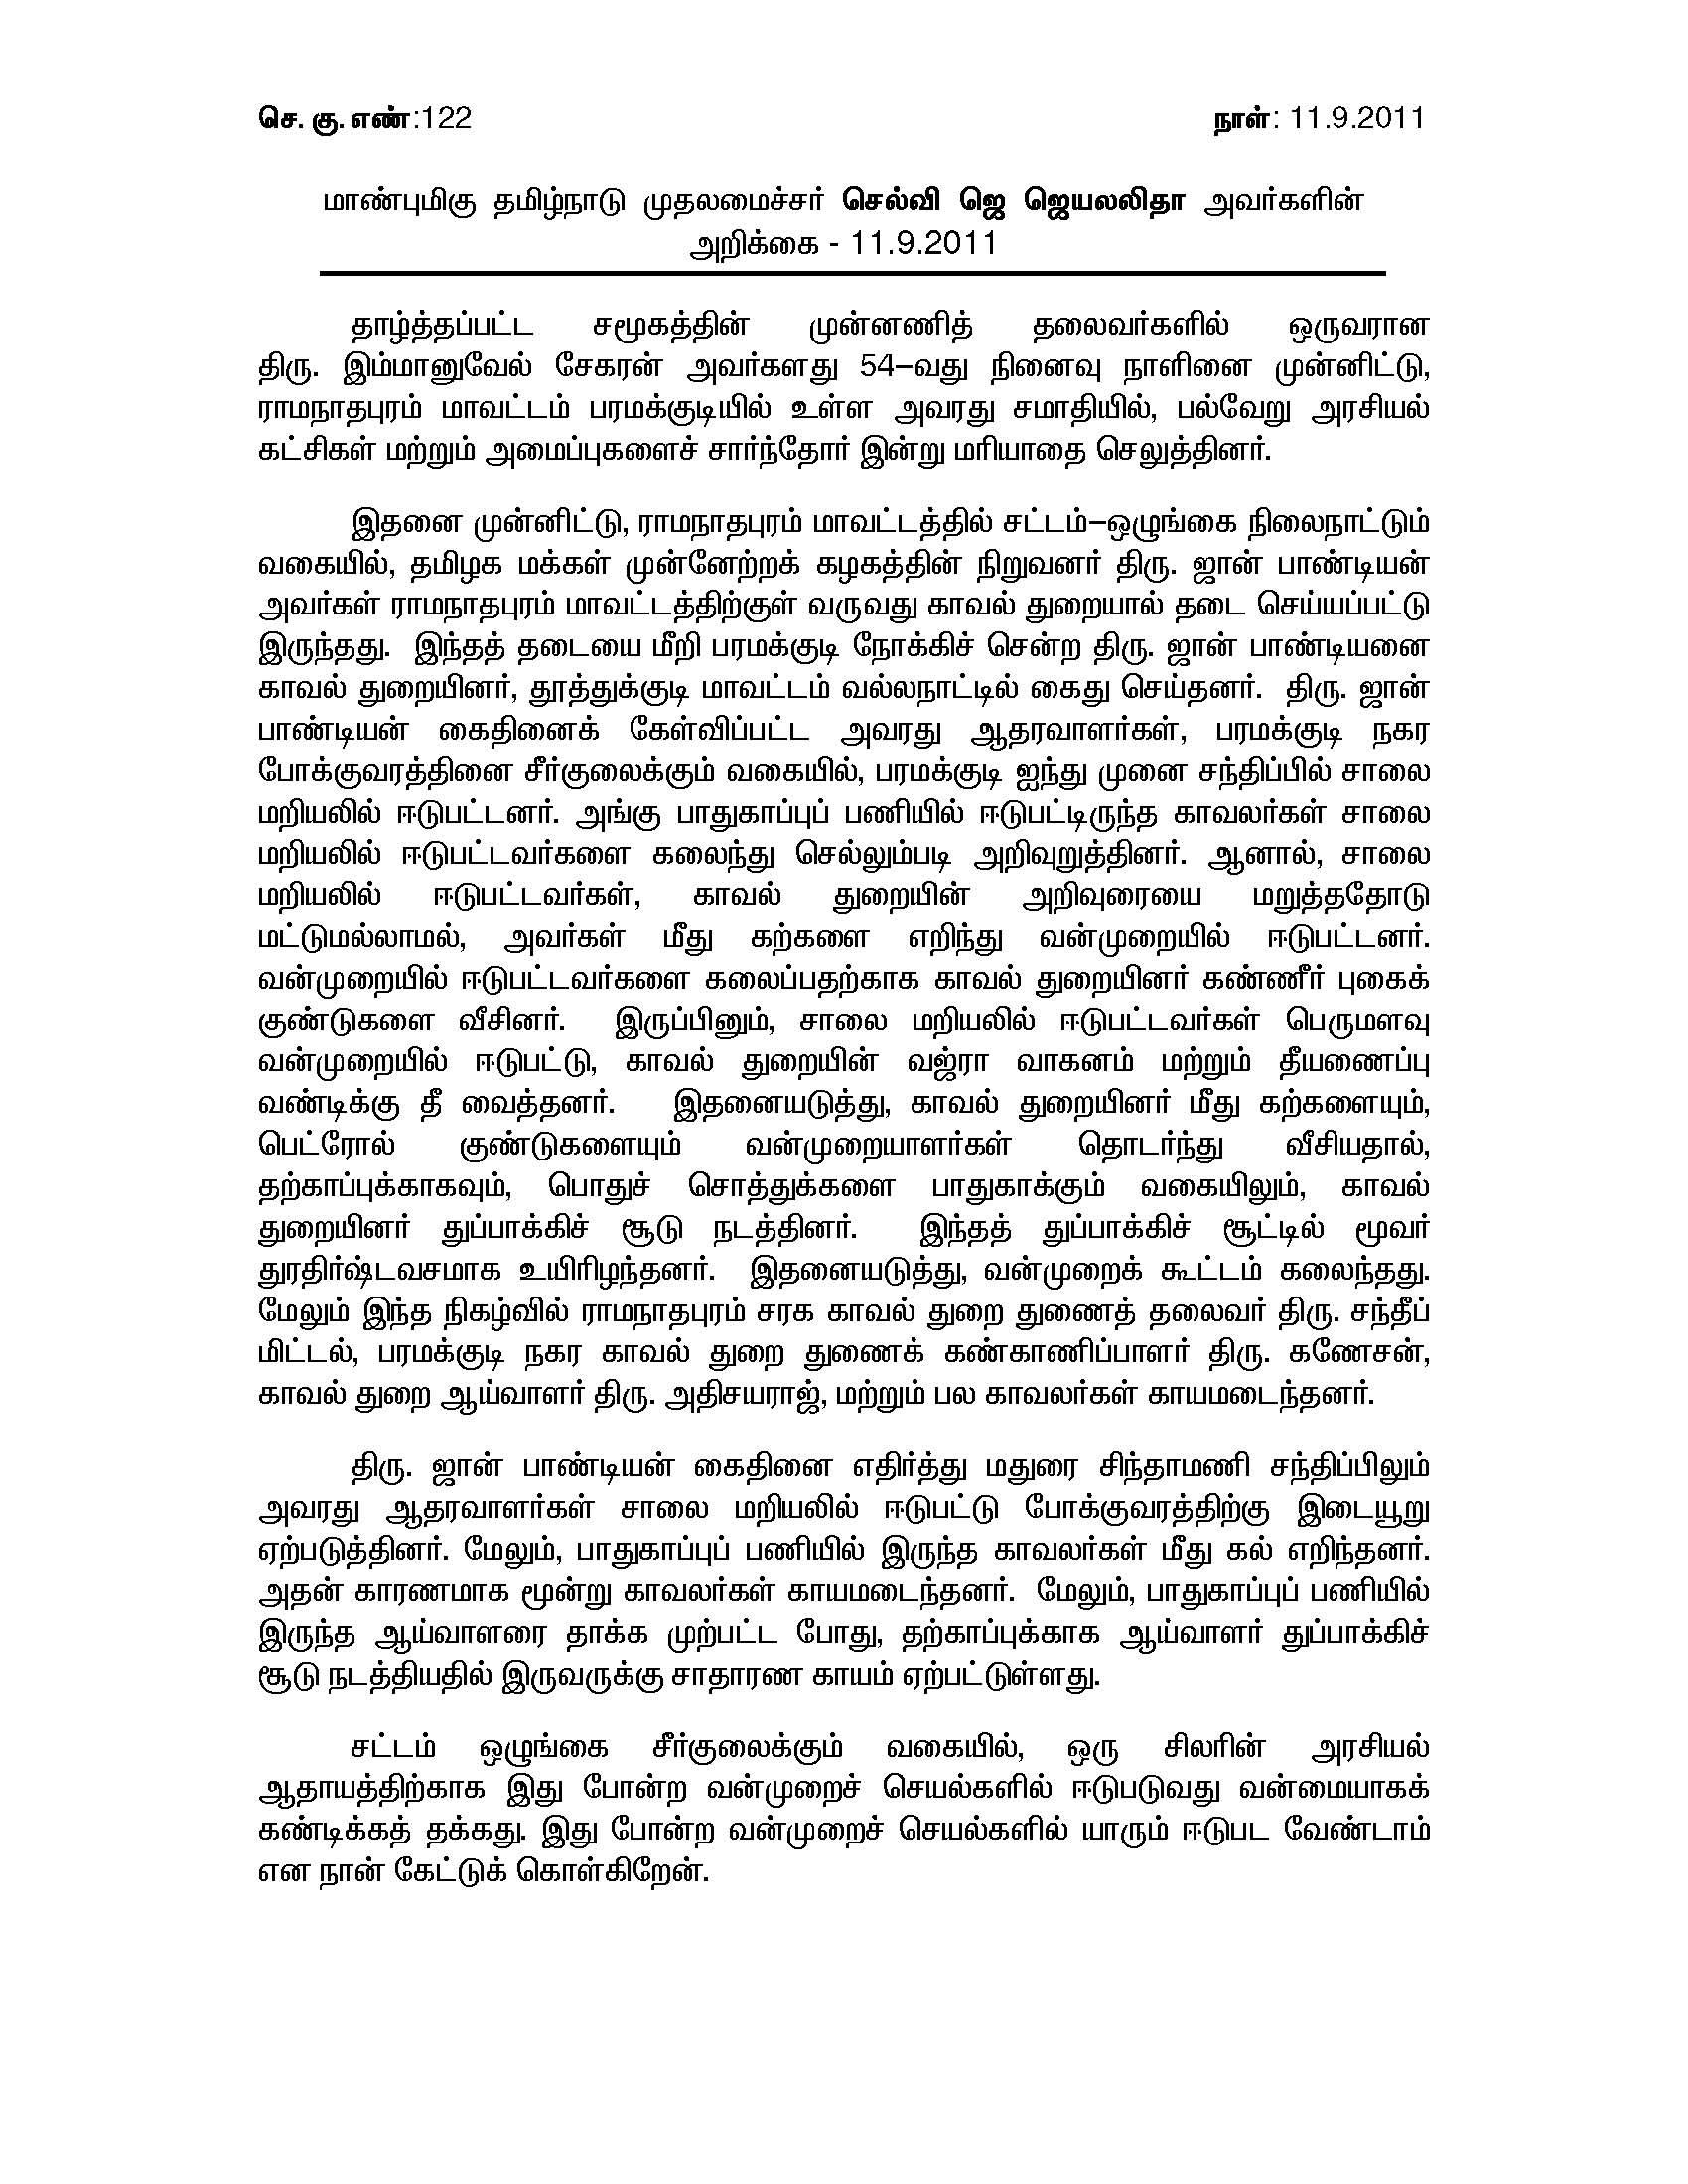 செ. கு. எண்:122 நாள்: 11.9.2011
மாண்புமிகு தமிழ்நாடு முதலமைச்சர் செல்வி ஜெ ஜெயலலிதா அவர்களின்
அறிக்கை - 11.9.2011
தாழ்த்தப்பட்ட சமூகத்தின் முன்னணித் தலைவர்களில் ஒருவரான
திரு. இம்மானுவேல் சேகரன் அவர்களது 54–வது நினைவு நாளினை முன்னிட்டு,
ராமநாதபுரம் மாவட்டம் பரமக்குடியில் உள்ள அவரது சமாதியில், பல்வேறு அரசியல்
கட்சிகள் மற்றும் அமைப்புகளைச் சார்ந்தோர் இன்று மரியாதை செலுத்தினர்.
இதனை முன்னிட்டு, ராமநாதபுரம் மாவட்டத்தில் சட்டம்–ஒழுங்கை நிலைநாட்டும்
வகையில், தமிழக மக்கள் முன்னேற்றக் கழகத்தின் நிறுவனர் திரு. ஜான் பாண்டியன்
அவர்கள் ராமநாதபுரம் மாவட்டத்திற்குள் வருவது காவல் துறையால் தடை செய்யப்பட்டு
இருந்தது. இந்தத் தடையை மீறி பரமக்குடி நோக்கிச் சென்ற திரு. ஜான் பாண்டியனை
காவல் துறையினர், தூத்துக்குடி மாவட்டம் வல்லநாட்டில் கைது செய்தனர். திரு. ஜான்
பாண்டியன் கைதினைக் கேள்விப்பட்ட அவரது ஆதரவாளர்கள், பரமக்குடி நகர
போக்குவரத்தினை சீர்குலைக்கும் வகையில், பரமக்குடி ஐந்து முனை சந்திப்பில் சாலை
மறியலில் ஈடுபட்டனர். அங்கு பாதுகாப்புப் பணியில் ஈடுபட்டிருந்த காவலர்கள் சாலை
மறியலில் ஈடுபட்டவர்களை கலைந்து செல்லும்படி அறிவுறுத்தினர். ஆனால், சாலை
மறியலில் ஈடுபட்டவர்கள், காவல் துறையின் அறிவுரையை மறுத்ததோடு
மட்டுமல்லாமல், அவர்கள் மீது கற்களை எறிந்து வன்முறையில் ஈடுபட்டனர்.
வன்முறையில் ஈடுபட்டவர்களை கலைப்பதற்காக காவல் துறையினர் கண்ணீர் புகைக்
குண்டுகளை வீசினர். இருப்பினும், சாலை மறியலில் ஈடுபட்டவர்கள் பெருமளவு
வன்முறையில் ஈடுபட்டு, காவல் துறையின் வஜ்ரா வாகனம் மற்றும் தீயணைப்பு
வண்டிக்கு தீ வைத்தனர். இதனையடுத்து, காவல் துறையினர் மீது கற்களையும்,
பெட்ரோல் குண்டுகளையும் வன்முறையாளர்கள் தொடர்ந்து வீசியதால்,
தற்காப்புக்காகவும், பொதுச் சொத்துக்களை பாதுகாக்கும் வகையிலும், காவல்
துறையினர் துப்பாக்கிச் சூடு நடத்தினர். இந்தத் துப்பாக்கிச் சூட்டில் மூவர்
துரதிர்ஷ்டவசமாக உயிரிழந்தனர். இதனையடுத்து, வன்முறைக் கூட்டம் கலைந்தது.
மேலும் இந்த நிகழ்வில் ராமநாதபுரம் சரக காவல் துறை துணைத் தலைவர் திரு. சந்தீப்
மிட்டல், பரமக்குடி நகர காவல் துறை துணைக் கண்காணிப்பாளர் திரு. கணேசன்,
காவல் துறை ஆய்வாளர் திரு. அதிசயராஜ், மற்றும் பல காவலர்கள் காயமடைந்தனர்.
திரு. ஜான் பாண்டியன் கைதினை எதிர்த்து மதுரை சிந்தாமணி சந்திப்பிலும்
அவரது ஆதரவாளர்கள் சாலை மறியலில் ஈடுபட்டு போக்குவரத்திற்கு இடையூறு
ஏற்படுத்தினர். மேலும், பாதுகாப்புப் பணியில் இருந்த காவலர்கள் மீது கல் எறிந்தனர்.
அதன் காரணமாக மூன்று காவலர்கள் காயமடைந்தனர். மேலும், பாதுகாப்புப் பணியில்
இருந்த ஆய்வாளரை தாக்க முற்பட்ட போது, தற்காப்புக்காக ஆய்வாளர் துப்பாக்கிச்
சூடு நடத்தியதில் இருவருக்கு சாதாரண காயம் ஏற்பட்டுள்ளது.
சட்டம் ஒழுங்கை சீர்குலைக்கும் வகையில், ஒரு சிலரின் அரசியல்
ஆதாயத்திற்காக இது போன்ற வன்முறைச் செயல்களில் ஈடுபடுவது வன்மையாகக்
கண்டிக்கத் தக்கது. இது போன்ற வன்முறைச் செயல்களில் யாரும் ஈடுபட வேண்டாம்
என நான் கேட்டுக் கொள்கிறேன்.